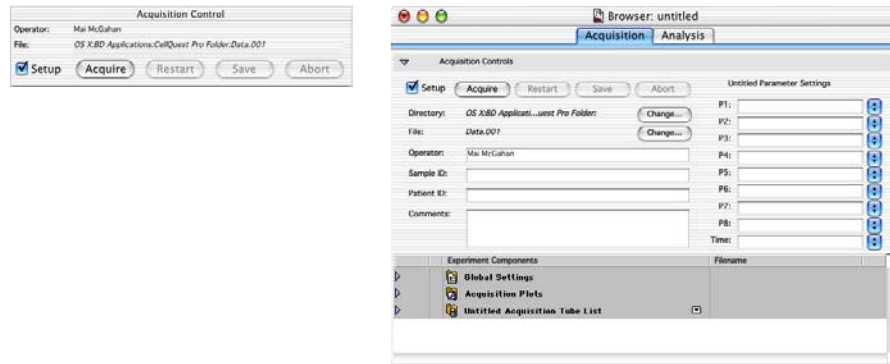 Acquisition Control
Operator: Mai McGahan
File: OS X:BD Applications:CellQuest Pro Folder:Data.001
Setup Acquire Restart Save Abort
Browser: untitled
Acquisition Analysis
Acquisition Controls
Setup Acquire Restart Save Abort
Untitled Parameter Settings
Directory: OS X:BD Applicati...uest Pro Folder: Change...
File: Data.001 Change...
Operator: Mai McGahan
Sample ID:
Patient ID:
Comments:
P1:
P2:
P3:
P4:
P5:
P6:
P7:
P8:
Time:
Experiment Components Filename
Global Settings
Acquisition Plots
Untitled Acquisition Tube List